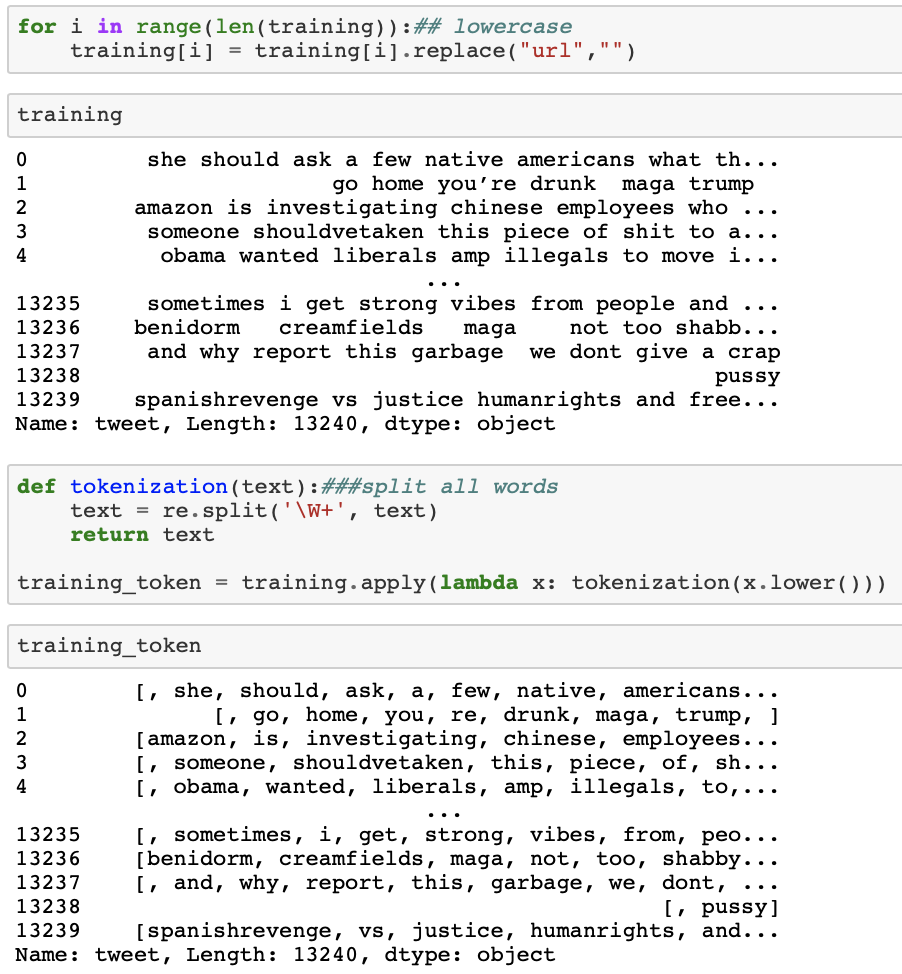 for i in range(len(training)):## lowercase
    training[i] = training[i].replace("url","")
training
0         she should ask a few native americans what th...
1                       go home you’re drunk  maga trump
2        amazon is investigating chinese employees who ...
3         someone shouldvetaken this piece of shit to a...
4          obama wanted liberals amp illegals to move i...
                               ...
13235     sometimes i get strong vibes from people and ...
13236    benidorm   creamfields   maga    not too shabb...
13237     and why report this garbage  we dont give a crap
13238                                                pussy
13239    spanishrevenge vs justice humanrights and free...
Name: tweet, Length: 13240, dtype: object
def tokenization(text):###split all words
    text = re.split('\W+', text)
    return text
training_token = training.apply(lambda x: tokenization(x.lower()))
training_token
0        [, she, should, ask, a, few, native, americans...
1              [, go, home, you, re, drunk, maga, trump, ]
2        [amazon, is, investigating, chinese, employees...
3        [, someone, shouldvetaken, this, piece, of, sh...
4        [, obama, wanted, liberals, amp, illegals, to,...
                               ...
13235    [, sometimes, i, get, strong, vibes, from, peo...
13236    [benidorm, creamfields, maga, not, too, shabby...
13237    [, and, why, report, this, garbage, we, dont, ...
13238                                            [, pussy]
13239    [spanishrevenge, vs, justice, humanrights, and...
Name: tweet, Length: 13240, dtype: object